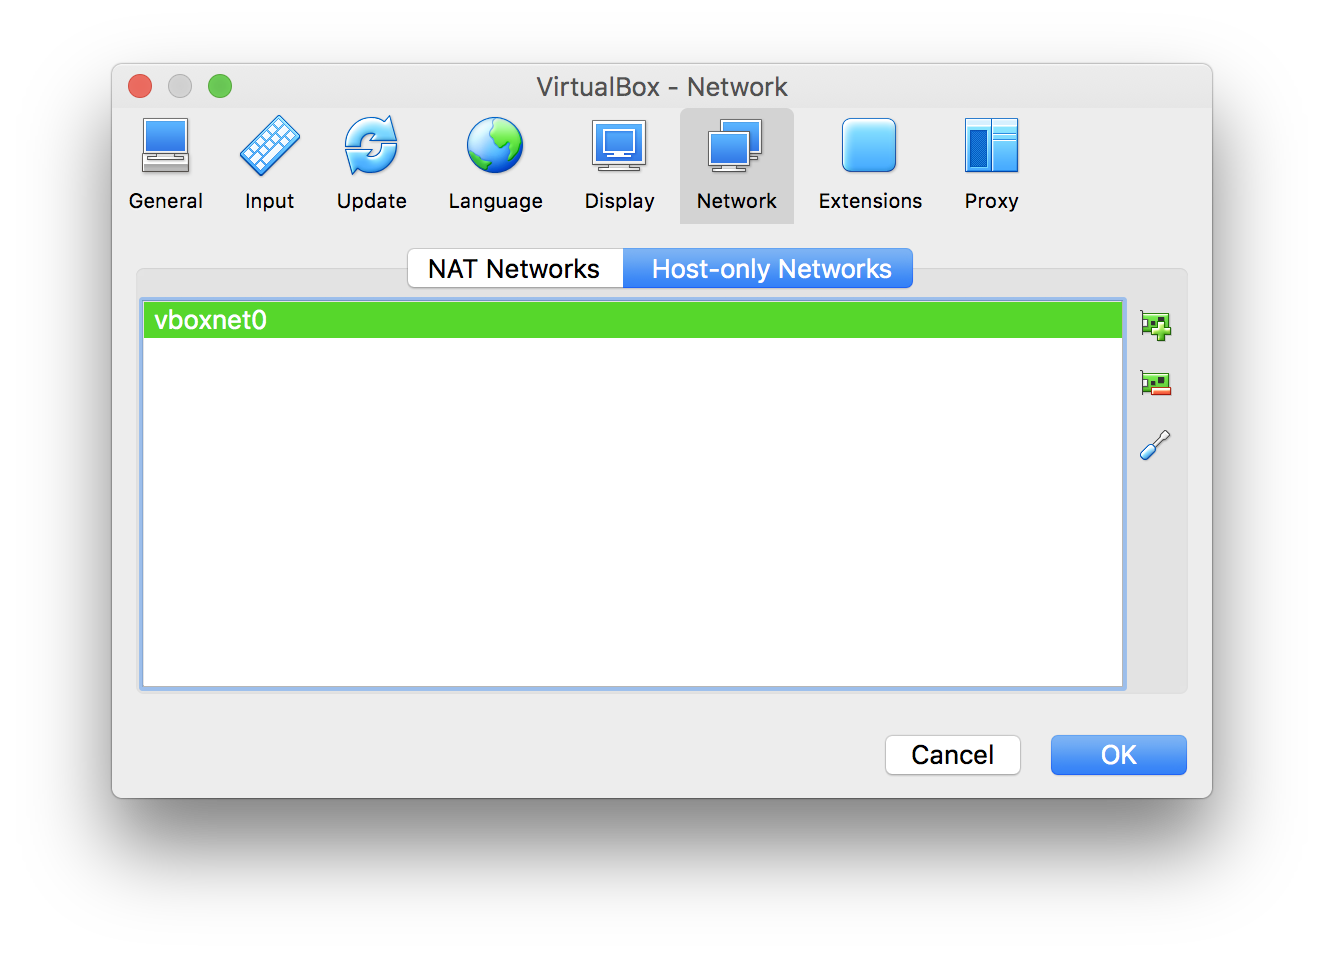 VirtualBox - Network
General Input Update Language Display Network Extensions Proxy
NAT Networks Host-only Networks
vboxnet0
Cancel OK